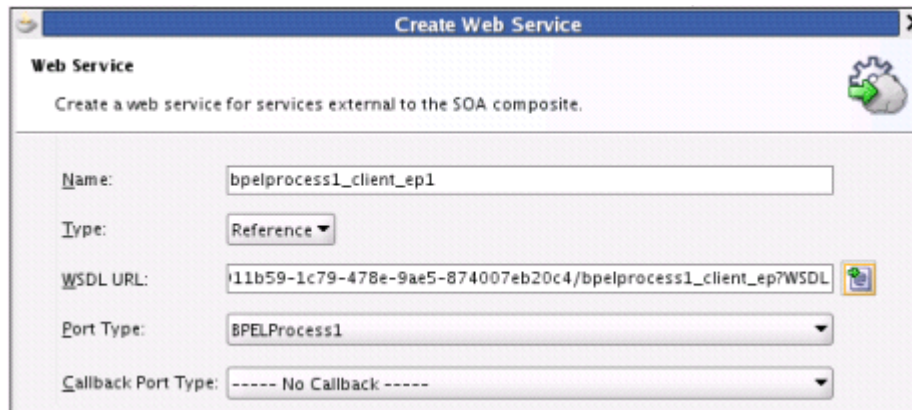 Create Web Service
Web Service
Create a web service for services external to the SOA composite.
Name: bpelprocess1_client_ep1
Type: Reference
WSDL URL: 11b59-1c79-478e-9ae5-874007eb20c4/bpelprocess1_client_ep?WSDL
Port Type: BPELProcess1
Callback Port Type: ----- No Callback -----